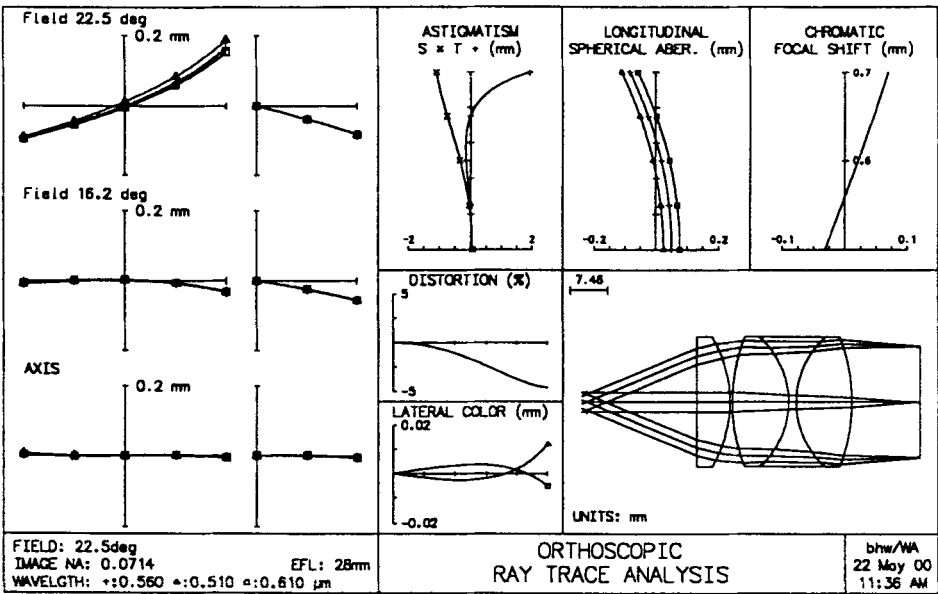 Field 22.5 deg
0.2 mm
Field 16.2 deg
0.2 mm
AXIS
0.2 mm
ASTIGMATISM
S × T + (mm)
-2 2
LONGITUDINAL
SPHERICAL ABER. (mm)
-0.2 0.2
CHROMATIC
FOCAL SHIFT (mm)
0.7
0.6
-0.1 0.1
DISTORTION (%)
5
-5
LATERAL COLOR (mm)
0.02
-0.02
7.46
UNITS: mm
FIELD: 22.5deg
IMAGE NA: 0.0714 EFL: 28mm
WAVELGTH: +:0.560 ▵:0.510 □:0.610 µm
ORTHOSCOPIC
RAY TRACE ANALYSIS
bhw/WA
22 May 00
11:36 AM